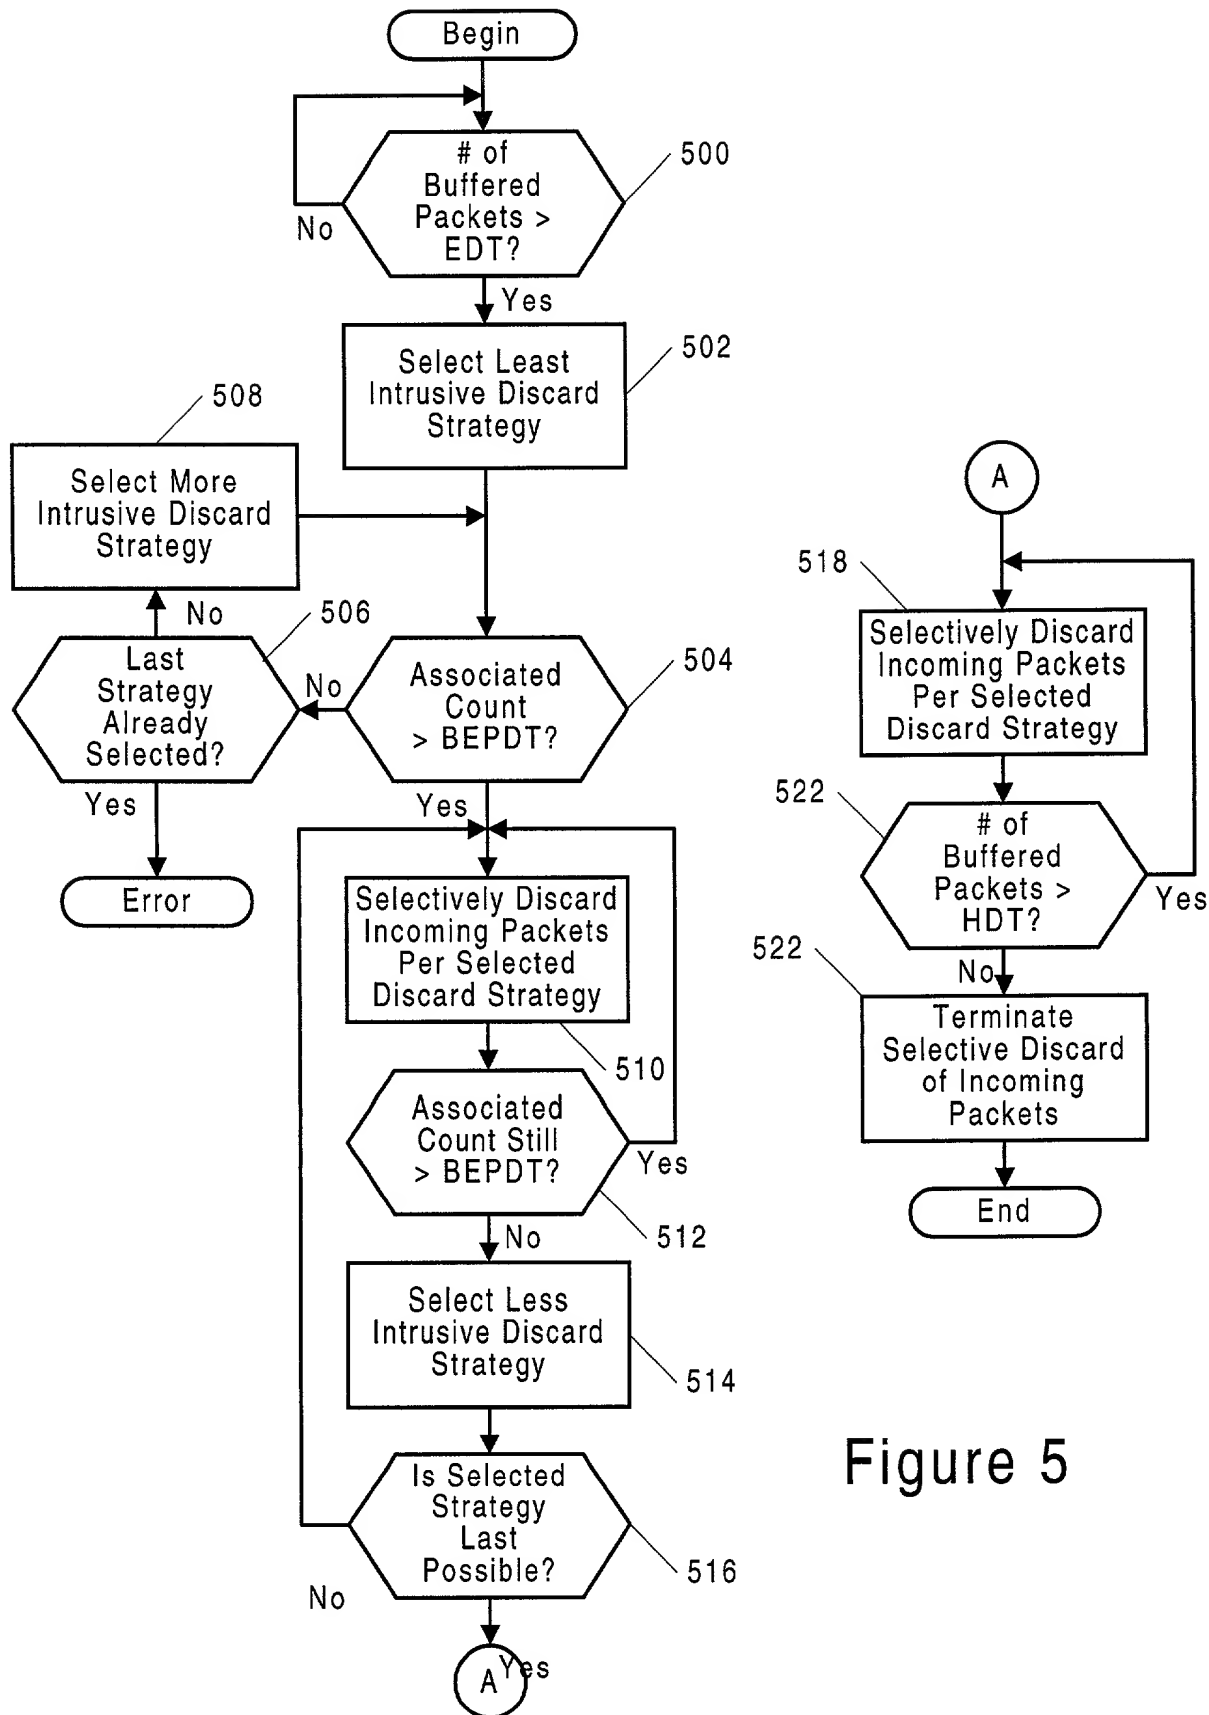 Begin
# of
Buffered
Packets >
EDT?
500
No
Yes
Select Least
Intrusive Discard
Strategy
502
508
Select More
Intrusive Discard
Strategy
No
506
Last
Strategy
Already
Selected?
No
Associated
Count
> BEPDT?
504
Yes
Error
Yes
Selectively Discard
Incoming Packets
Per Selected
Discard Strategy
510
Associated
Count Still
> BEPDT?
Yes
512
No
Select Less
Intrusive Discard
Strategy
514
Is Selected
Strategy
Last
Possible?
516
No
Yes
A
A
518
Selectively Discard
Incoming Packets
Per Selected
Discard Strategy
522
# of
Buffered
Packets >
HDT?
Yes
522
No
Terminate
Selective Discard
of Incoming
Packets
End
Figure 5